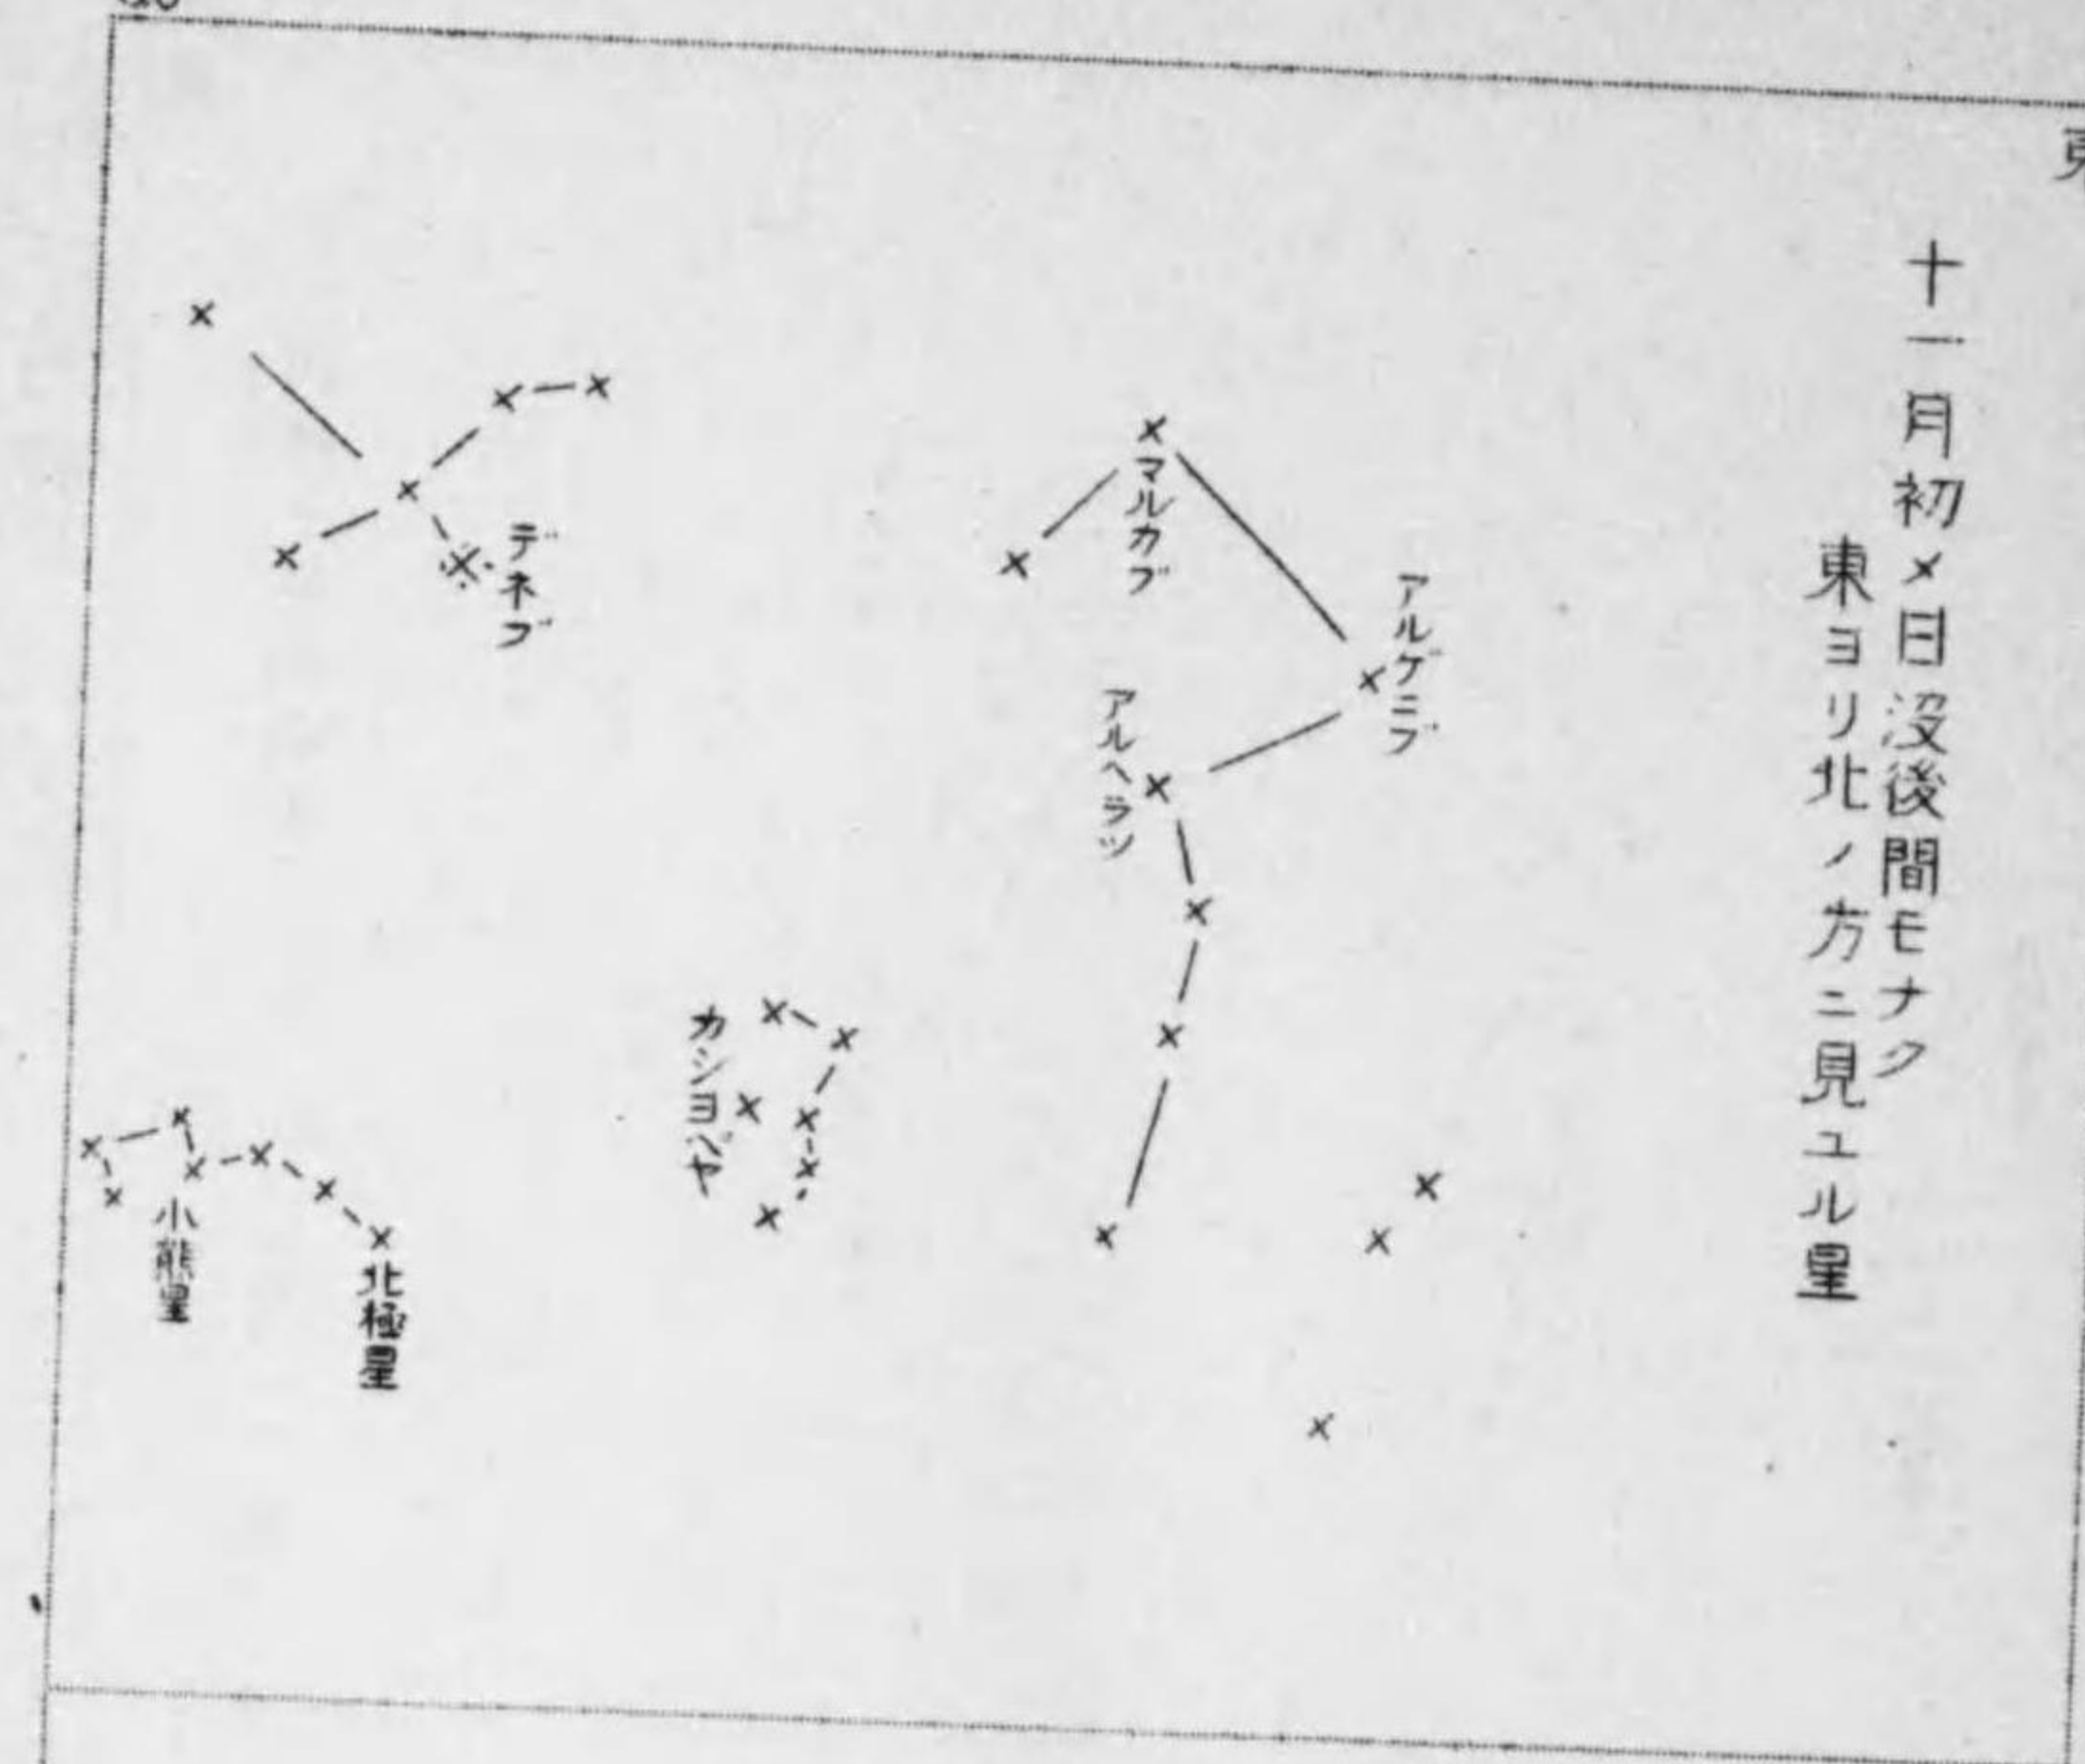 十一月初メ日没後間モナク
東ヨリ北ノ方ニ見ユル星
アルゲニブ
マルカブ
アルヘラツ
カシヨペヤ
デネブ
北極星
小熊星